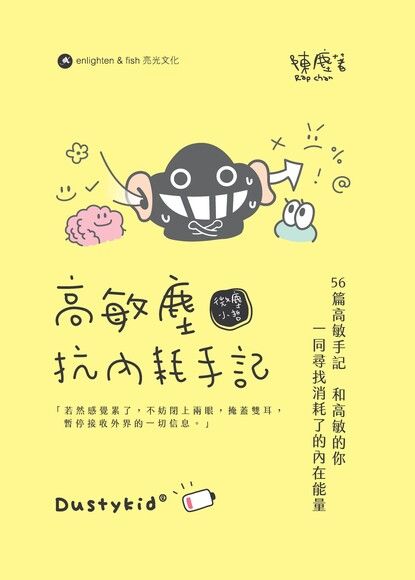 enlighten & fish 亮光文化
陳塵著
Rap chan
%
!
@
高敏塵
微塵
小智
抗內耗手記
「若然感覺累了,不妨閉上兩眼,掩蓋雙耳,
暫停接收外界的一切信息。」
56篇高敏手記 和高敏的你
一同尋找消耗了的內在能量
Dustykid®